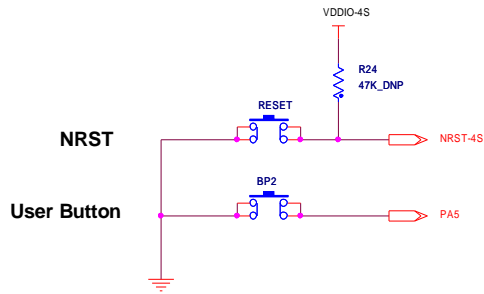 VDDIO-4S
R24
47K_DNP
RESET
NRST
NRST-4S
BP2
User Button
PA5